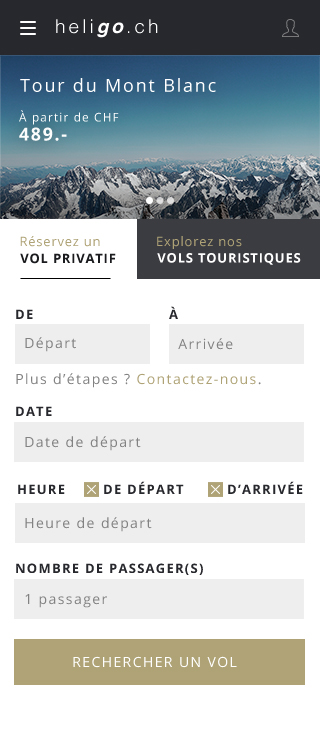 heligo.ch
Tour du Mont Blanc
À partir de CHF
489.-
Réservez un
VOL PRIVATIF
Explorez nos
VOLS TOURISTIQUES
DE
À
Départ
Arrivée
Plus d’étapes ? Contactez-nous.
DATE
Date de départ
HEURE DE DÉPART D’ARRIVÉE
Heure de départ
NOMBRE DE PASSAGER(S)
1 passager
RECHERCHER UN VOL